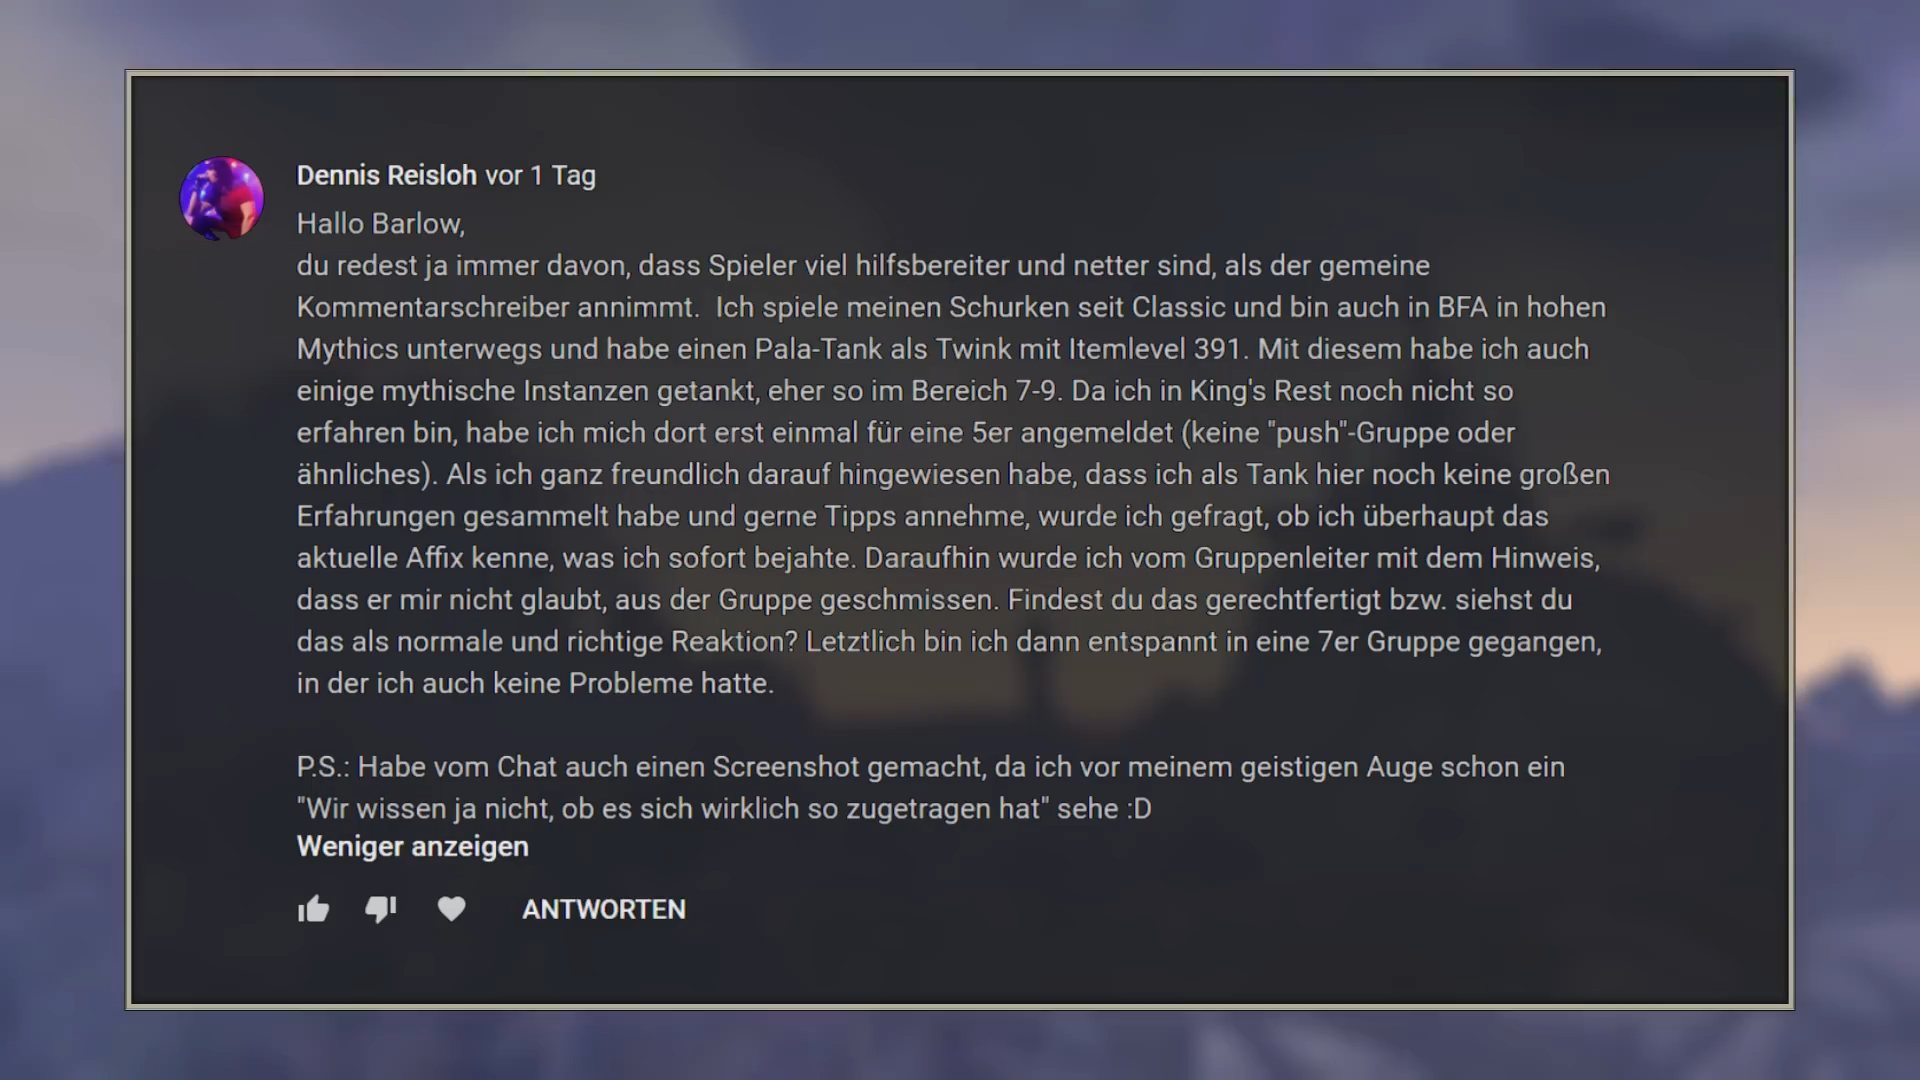 Dennis Reisloh vor 1 Tag
Hallo Barlow,
du redest ja immer davon, dass Spieler viel hilfsbereiter und netter sind, als der gemeine
Kommentarschreiber annimmt.  Ich spiele meinen Schurken seit Classic und bin auch in BFA in hohen
Mythics unterwegs und habe einen Pala-Tank als Twink mit Itemlevel 391. Mit diesem habe ich auch
einige mythische Instanzen getankt, eher so im Bereich 7-9. Da ich in King's Rest noch nicht so
erfahren bin, habe ich mich dort erst einmal für eine 5er angemeldet (keine "push"-Gruppe oder
ähnliches). Als ich ganz freundlich darauf hingewiesen habe, dass ich als Tank hier noch keine großen
Erfahrungen gesammelt habe und gerne Tipps annehme, wurde ich gefragt, ob ich überhaupt das
aktuelle Affix kenne, was ich sofort bejahte. Daraufhin wurde ich vom Gruppenleiter mit dem Hinweis,
dass er mir nicht glaubt, aus der Gruppe geschmissen. Findest du das gerechtfertigt bzw. siehst du
das als normale und richtige Reaktion? Letztlich bin ich dann entspannt in eine 7er Gruppe gegangen,
in der ich auch keine Probleme hatte.
P.S.: Habe vom Chat auch einen Screenshot gemacht, da ich vor meinem geistigen Auge schon ein
"Wir wissen ja nicht, ob es sich wirklich so zugetragen hat" sehe :D
Weniger anzeigen
ANTWORTEN